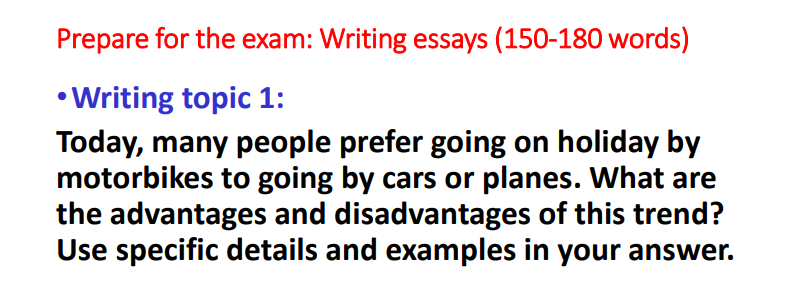 Prepare for the exam: Writing essays (150-180 words)
•Writing topic 1:
Today, many people prefer going on holiday by
motorbikes to going by cars or planes. What are
the advantages and disadvantages of this trend?
Use specific details and examples in your answer.